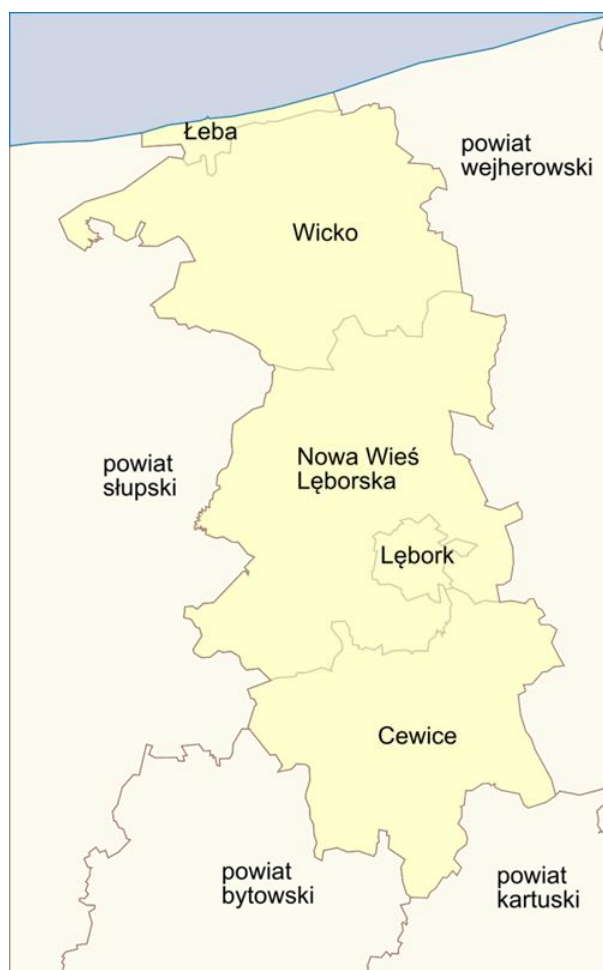 Łeba
powiat
wejherowski
Wicko
powiat
słupski
Nowa Wieś
Lęborska
Lębork
Cewice
powiat
bytowski
powiat
kartuski